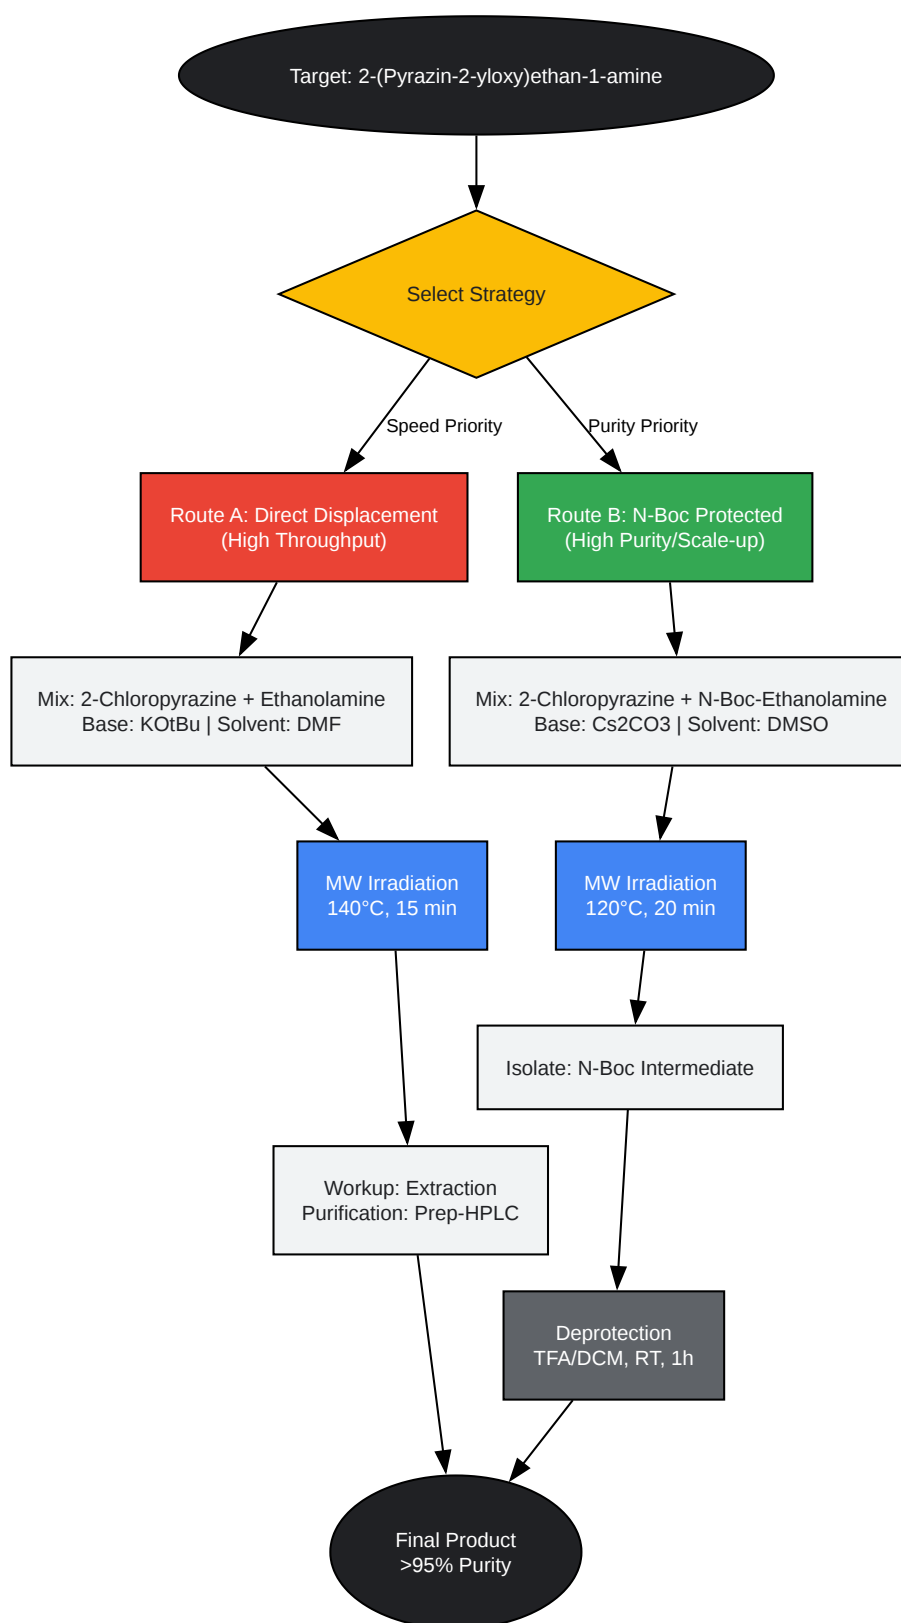 Target: 2-(Pyrazin-2-yloxy)ethan-1-amine
Select Strategy
Speed Priority
Purity Priority
Route A: Direct Displacement
(High Throughput)
Route B: N-Boc Protected
(High Purity/Scale-up)
Mix: 2-Chloropyrazine + Ethanolamine
Base: KOtBu | Solvent: DMF
Mix: 2-Chloropyrazine + N-Boc-Ethanolamine
Base: Cs2CO3 | Solvent: DMSO
MW Irradiation
140°C, 15 min
MW Irradiation
120°C, 20 min
Isolate: N-Boc Intermediate
Workup: Extraction
Purification: Prep-HPLC
Deprotection
TFA/DCM, RT, 1h
Final Product
>95% Purity